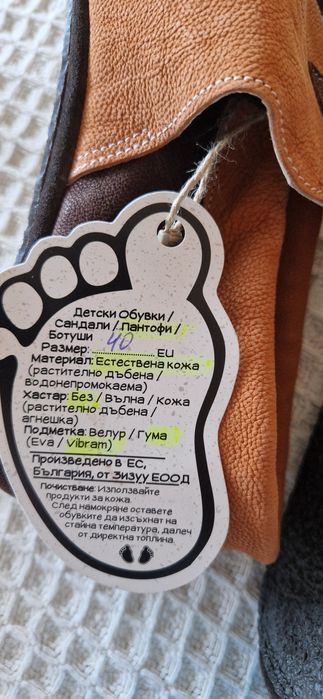 Детски Обувки /
Сандали / Пантофи /
Ботуши
Размер: ....40.... EU
Материал: Естествена кожа
(растително дъбена /
водонепромокаема)
Хастар: Без / Вълна / Кожа
(растително дъбена /
агнешка)
Подметка: Велур / Гума
(Eva / Vibram)
Произведено в ЕС,
България, от Зизуу ЕООД
Почистване: Използвайте
продукти за кожа.
След намокряне оставете
обувките да изсъхнат на
стайна температура, далеч
от директна топлина.